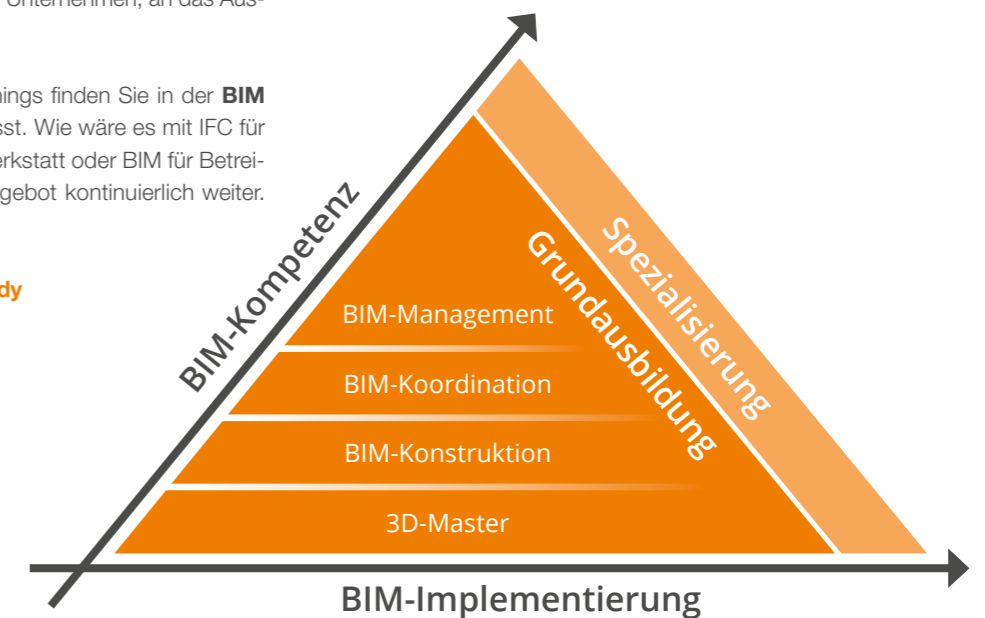 Unternehmen, an das Aus-
ings finden Sie in der BIM
sst. Wie wäre es mit IFC für
erkstatt oder BIM für Betrei-
gebot kontinuierlich weiter.
dy
BIM-Kompetenz
Spezialisierung
Grundausbildung
BIM-Management
BIM-Koordination
BIM-Konstruktion
3D-Master
BIM-Implementierung